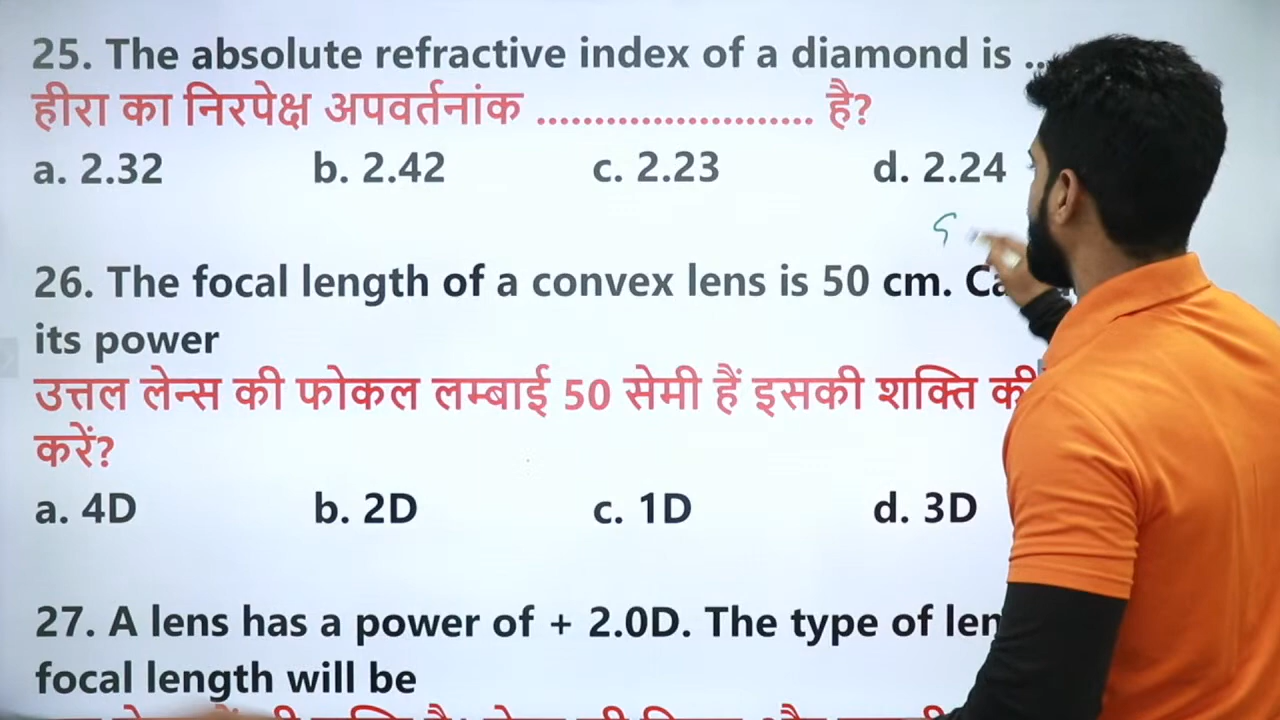 25. The absolute refractive index of a diamond is ..
हीरा का निरपेक्ष अपवर्तनांक ........................ है?
a. 2.32 b. 2.42 c. 2.23 d. 2.24
26. The focal length of a convex lens is 50 cm.
its power
उत्तल लेन्स की फोकल लम्बाई 50 सेमी हैं इसकी शक्ति की
करें?
a. 4D b. 2D c. 1D d. 3D
27. A lens has a power of + 2.0D. The type of
focal length will be